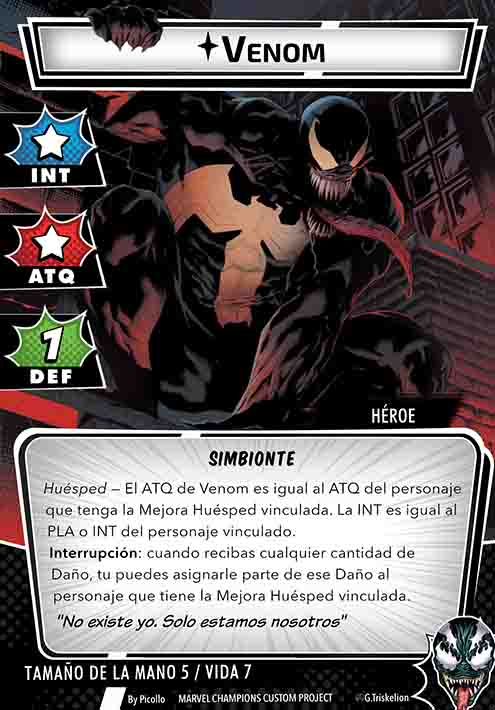 VENOM
INT
ATQ
1
DEF
HÉROE
SIMBIONTE
Huésped – El ATQ de Venom es igual al ATQ del personaje
que tenga la Mejora Huésped vinculada. La INT es igual al
PLA o INT del personaje vinculado.
Interrupción: cuando recibas cualquier cantidad de
Daño, tu puedes asignarle parte de ese Daño al
personaje que tiene la Mejora Huésped vinculada.
"No existe yo. Solo estamos nosotros"
TAMAÑO DE LA MANO 5 / VIDA 7
By Picollo MARVEL CHAMPIONS CUSTOM PROJECT G.Triskelion